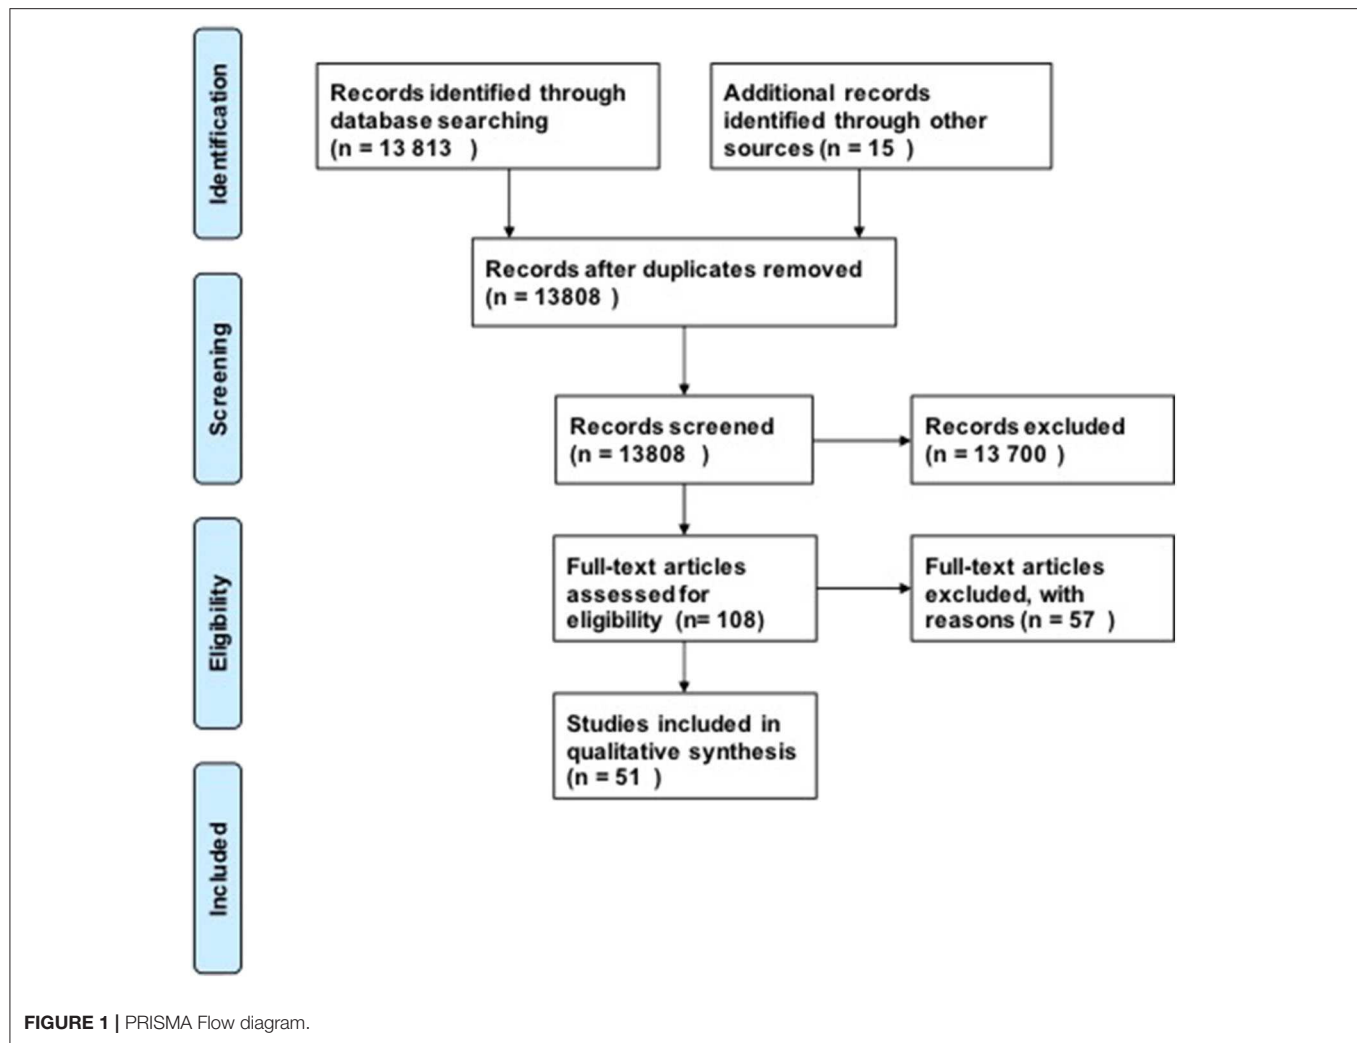 Identification
Records identified through
database searching
(n = 13 813   )
Additional records
identified through other
sources (n = 15  )
Records after duplicates removed
(n = 13808  )
Screening
Records screened
(n = 13808  )
Records excluded
(n = 13 700  )
Eligibility
Full-text articles
assessed for
eligibility  (n= 108)
Full-text articles
excluded, with
reasons (n = 57  )
Studies included in
qualitative synthesis
(n = 51  )
Included
FIGURE 1 | PRISMA Flow diagram.